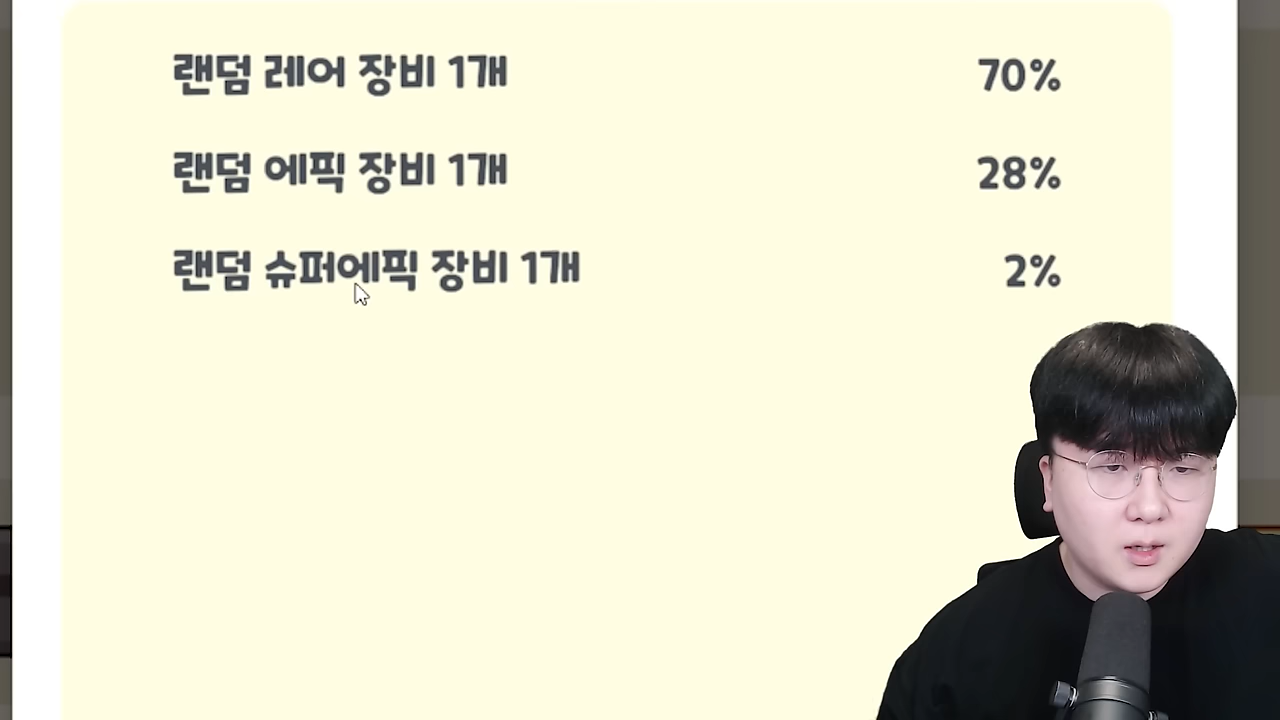 랜덤 레어 장비 1개 70%
랜덤 에픽 장비 1개 28%
랜덤 슈퍼에픽 장비 1개 2%